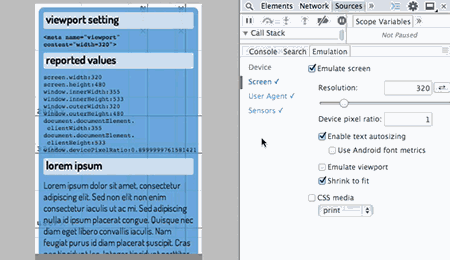 viewport setting
<meta name="viewport"
content="width=320">
reported values
screen.width:320
screen.height:480
window.innerWidth:355
window.innerHeight:533
window.outerWidth:320
window.outerHeight:480
document.documentElement.
clientWidth:355
document.documentElement.
clientHeight:533
window.devicePixelRatio:0.8999999761581421
lorem ipsum
Lorem ipsum dolor sit amet, consectetur
adipiscing elit. Sed non elit non enim
consectetur iaculis ut ac mi. Sed adipiscing
nulla id ipsum placerat congue. Quisque nec
diam eget libero convallis iaculis. Nam
feugiat purus id diam placerat suscipit. Cras
Elements Network Sources
Scope Variables
Call Stack
Not Paused
Console Search Emulation
Device
Screen ✓
User Agent ✓
Sensors ✓
Emulate screen
Resolution: 320
Device pixel ratio: 1
Enable text autosizing
Use Android font metrics
Emulate viewport
Shrink to fit
CSS media
print